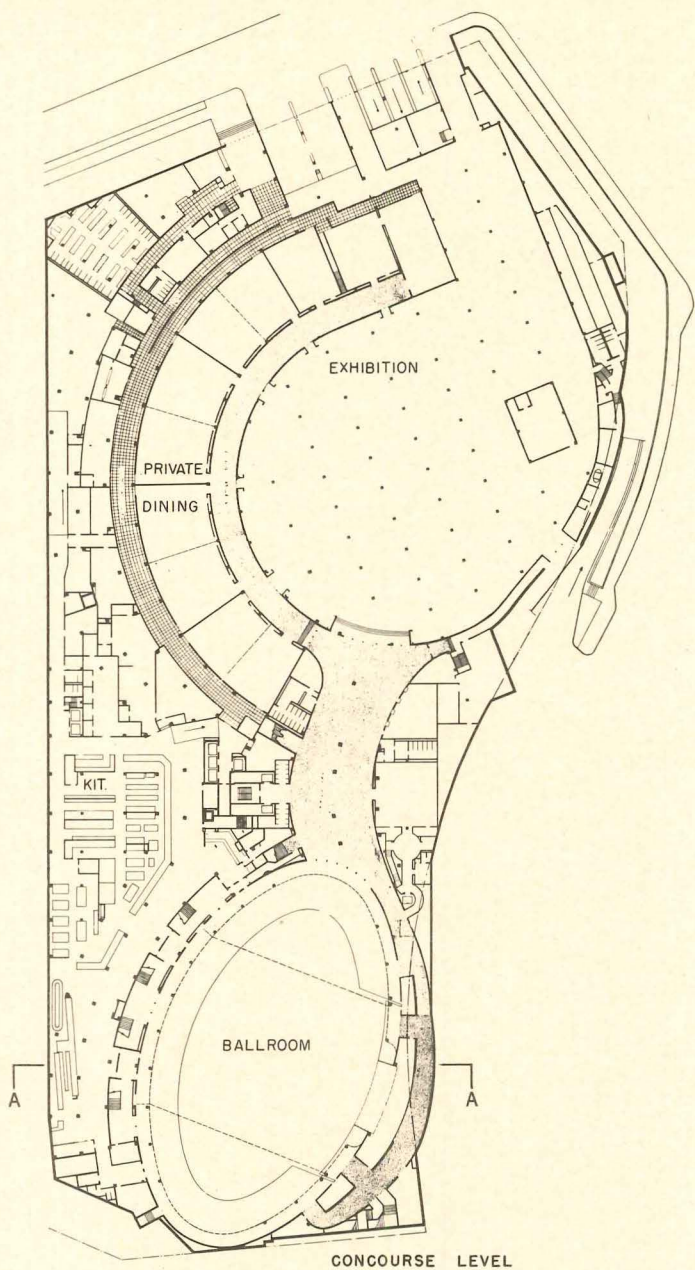 EXHIBITION
PRIVATE
DINING
KIT.
BALLROOM
A
A
CONCOURSE LEVEL